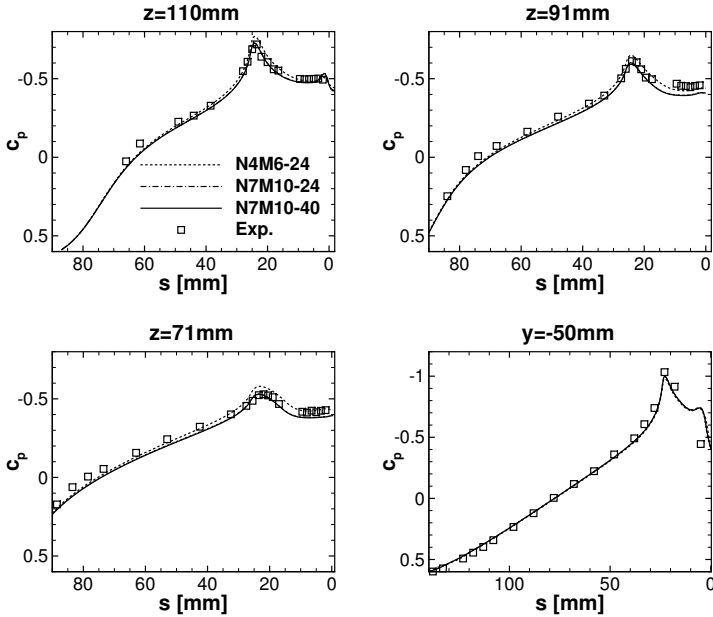 z=110mm
z=91mm
-0.5
0
0.5
c_p
N4M6-24
N7M10-24
N7M10-40
Exp.
80 60 40 20 0
s [mm]
-0.5
0
0.5
c_p
80 60 40 20 0
s [mm]
z=71mm
y=-50mm
-0.5
0
0.5
c_p
80 60 40 20 0
s [mm]
-1
-0.5
0
0.5
c_p
100 50 0
s [mm]